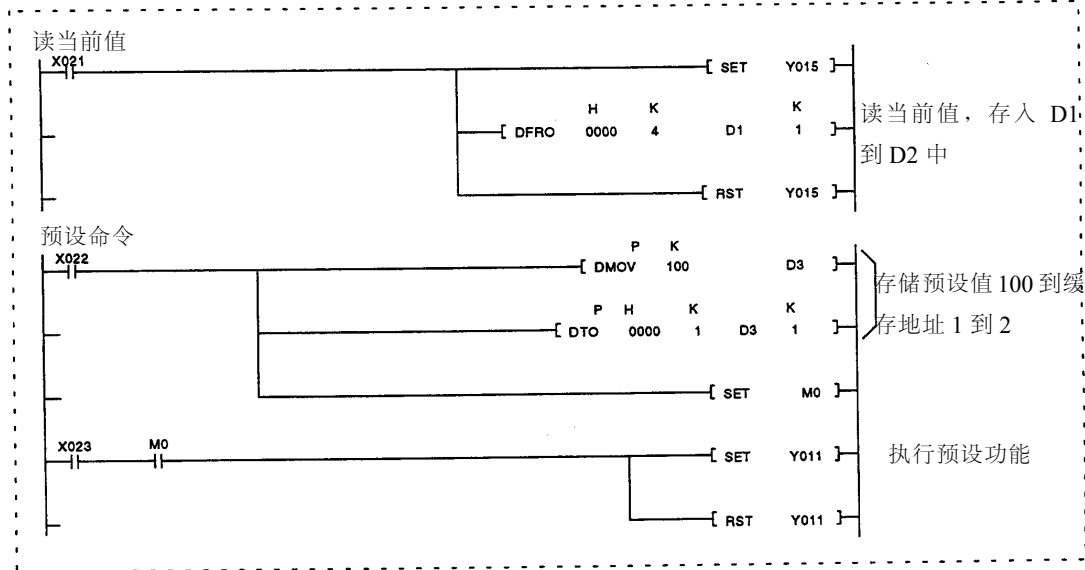 读当前值
X021
SET Y015
H K K
DFRO 0000 4 D1 1
读当前值，存入 D1
到 D2 中
RST Y015
预设命令
X022
P K
DMOV 100 D3
存储预设值 100 到缓
P H K K
DTO 0000 1 D3 1
存地址 1 到 2
SET M0
X023 M0
SET Y011
执行预设功能
RST Y011